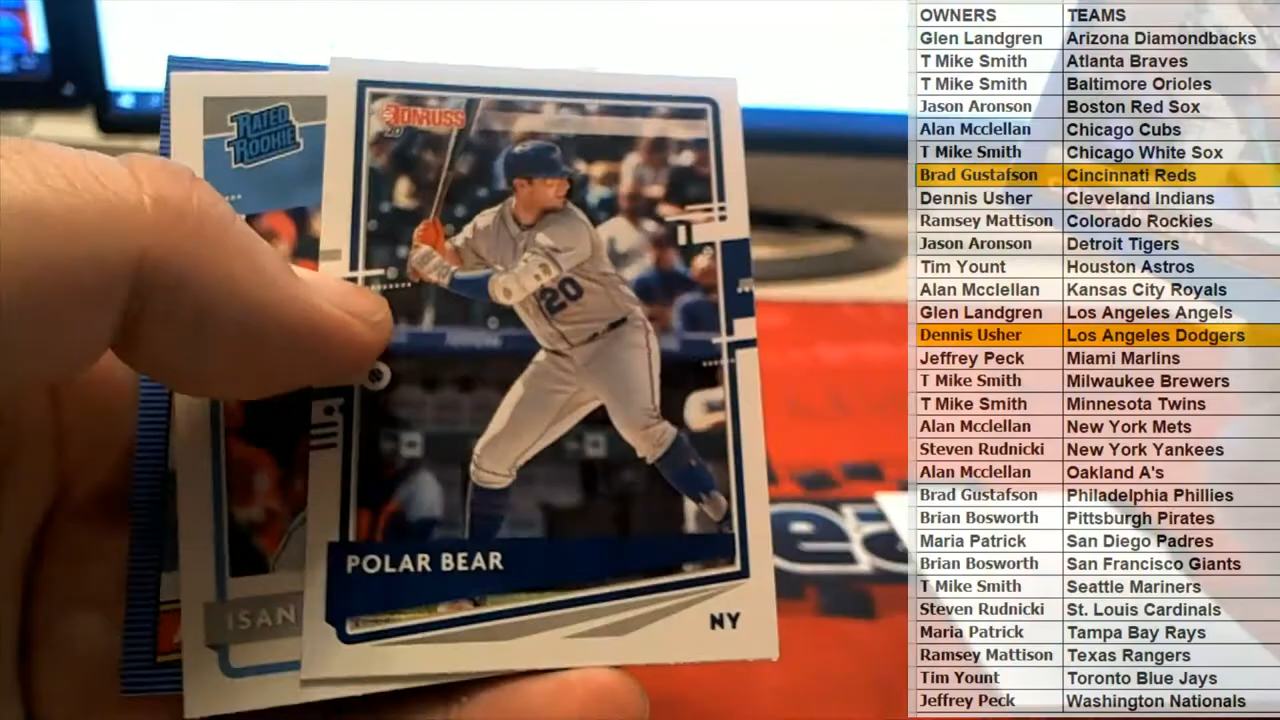 RATED
ROOKIE
DONRUSS
20
POLAR BEAR
NY
ISAN
OWNERS TEAMS
Glen Landgren Arizona Diamondbacks
T Mike Smith Atlanta Braves
T Mike Smith Baltimore Orioles
Jason Aronson Boston Red Sox
Alan Mcclellan Chicago Cubs
T Mike Smith Chicago White Sox
Brad Gustafson Cincinnati Reds
Dennis Usher Cleveland Indians
Ramsey Mattison Colorado Rockies
Jason Aronson Detroit Tigers
Tim Yount Houston Astros
Alan Mcclellan Kansas City Royals
Glen Landgren Los Angeles Angels
Dennis Usher Los Angeles Dodgers
Jeffrey Peck Miami Marlins
T Mike Smith Milwaukee Brewers
T Mike Smith Minnesota Twins
Alan Mcclellan New York Mets
Steven Rudnicki New York Yankees
Alan Mcclellan Oakland A's
Brad Gustafson Philadelphia Phillies
Brian Bosworth Pittsburgh Pirates
Maria Patrick San Diego Padres
Brian Bosworth San Francisco Giants
T Mike Smith Seattle Mariners
Steven Rudnicki St. Louis Cardinals
Maria Patrick Tampa Bay Rays
Ramsey Mattison Texas Rangers
Tim Yount Toronto Blue Jays
Jeffrey Peck Washington Nationals